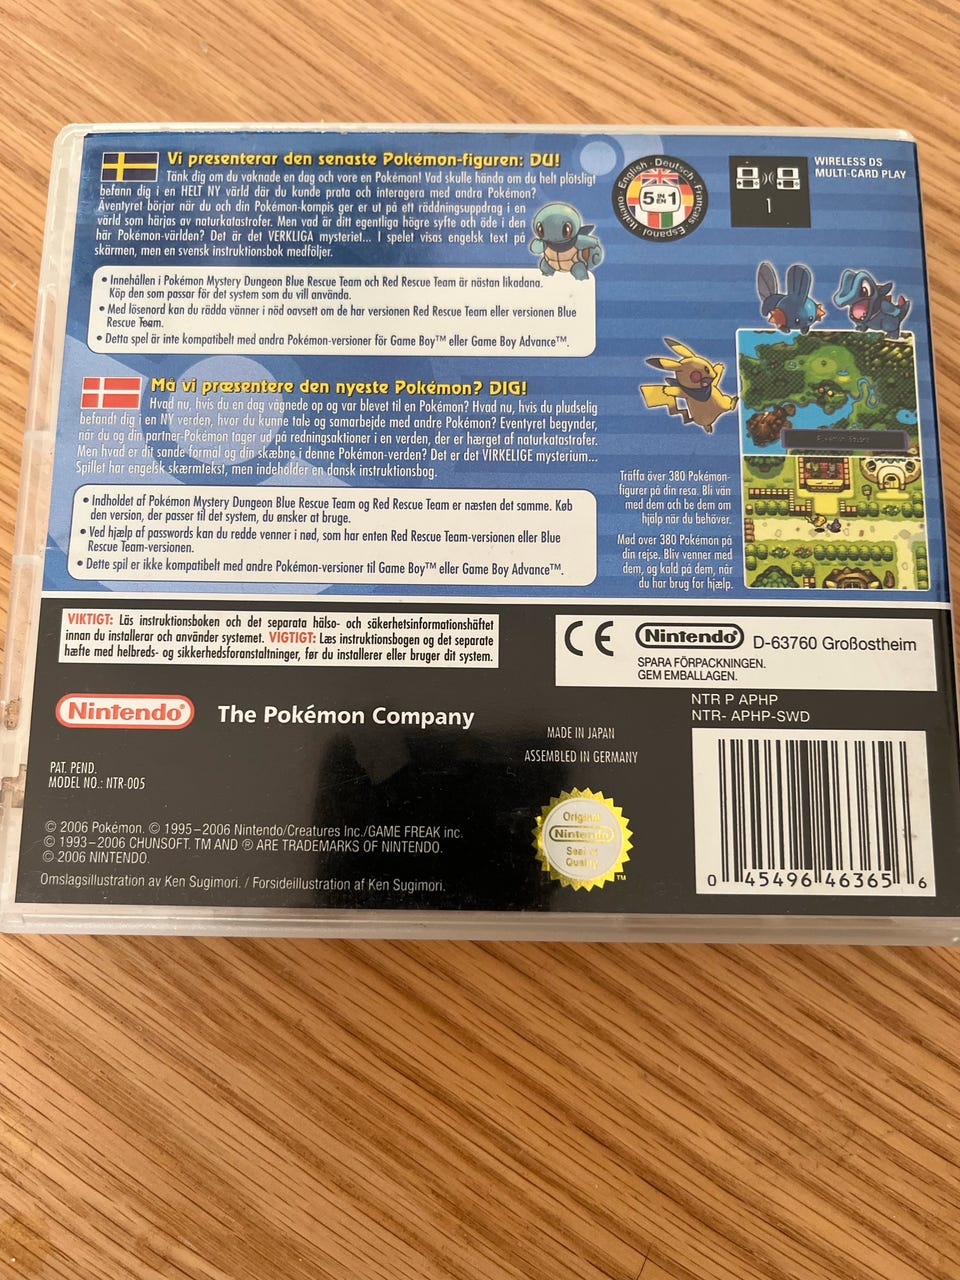 Vi presenterar den senaste Pokémon-figuren: DU!
Tänk dig om du vaknade en dag och vore en Pokémon! Vad skulle hända om du helt plötsligt
befann dig i en HELT NY värld där du kunde prata och interagera med andra Pokémon?
Äventyret börjar när du och din Pokémon-kompis ger er ut på ett räddningsuppdrag i en
värld som härjas av naturkatastrofer. Men vad är ditt egentliga högre syfte och öde i den
här Pokémon-världen? Det är det VERKLIGA mysteriet... I spelet visas engelsk text på
skärmen, men en svensk instruktionsbok medföljer.
• Innehållen i Pokémon Mystery Dungeon Blue Rescue Team och Red Rescue Team är nästan likadana.
Köp den som passar för det system som du vill använda.
• Med lösenord kan du rädda vänner i nöd oavsett om de har versionen Red Rescue Team eller versionen Blue
Rescue Team.
• Detta spel är inte kompatibelt med andra Pokémon-versioner för Game Boy™ eller Game Boy Advance™.
Må vi præsentere den nyeste Pokémon? DIG!
Hvad nu, hvis du en dag vågnede op og var blevet til en Pokémon? Hvad nu, hvis du pludselig
befandt dig i en NY verden, hvor du kunne tale og samarbejde med andre Pokémon? Eventyret begynder,
når du og din partner-Pokémon tager ud på redningsaktioner i en verden, der er hærget af naturkatastrofer.
Men hvad er dit sande formål og din skæbne i denne Pokémon-verden? Det er det VIRKELIGE mysterium...
Spillet har engelsk skærmtekst, men indeholder en dansk instruktionsbog.
• Indholdet af Pokémon Mystery Dungeon Blue Rescue Team og Red Rescue Team er næsten det samme. Køb
den version, der passer til det system, du ønsker at bruge.
• Ved hjælp af passwords kan du redde venner i nød, som har enten Red Rescue Team-versionen eller Blue
Rescue Team-versionen.
• Dette spil er ikke kompatibelt med andre Pokémon-versioner til Game Boy™ eller Game Boy Advance™.
English · Deutsch · Français · Español · Italiano
5 IN 1
EN
1
WIRELESS DS
MULTI-CARD PLAY
Pokémon Square
Träffa över 380 Pokémon-
figurer på din resa. Bli vän
med dem och be dem om
hjälp när du behöver.
Mød over 380 Pokémon på
din rejse. Bliv venner med
dem, og kald på dem, når
du har brug for hjælp.
VIKTIGT: Läs instruktionsboken och det separata hälso- och säkerhetsinformationshäftet
innan du installerar och använder systemet. VIGTIGT: Læs instruktionsbogen og det separate
hæfte med helbreds- og sikkerhedsforanstaltninger, før du installerer eller bruger dit system.
CE Nintendo® D-63760 Großostheim
SPARA FÖRPACKNINGEN.
GEM EMBALLAGEN.
NTR P APHP
NTR- APHP-SWD
Nintendo®
The Pokémon Company
MADE IN JAPAN
ASSEMBLED IN GERMANY
PAT. PEND.
MODEL NO.: NTR-005
Original
Nintendo
Seal of
Quality
TM
© 2006 Pokémon. © 1995–2006 Nintendo/Creatures Inc./GAME FREAK inc.
© 1993–2006 CHUNSOFT. TM AND ® ARE TRADEMARKS OF NINTENDO.
© 2006 NINTENDO.
Omslagsillustration av Ken Sugimori. / Forsideillustration af Ken Sugimori.
0 45496 46365 6